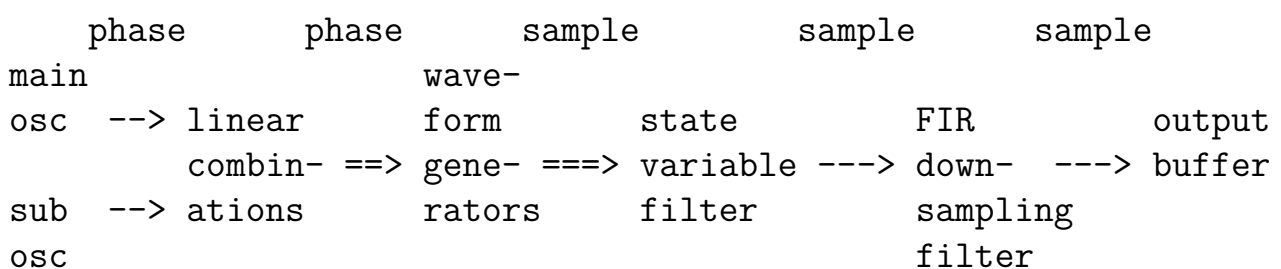 phase phase sample sample sample
main wave-
osc --> linear form state FIR output
combin- ==> gene- ===> variable ---> down- ---> buffer
sub --> ations rators filter sampling
osc filter